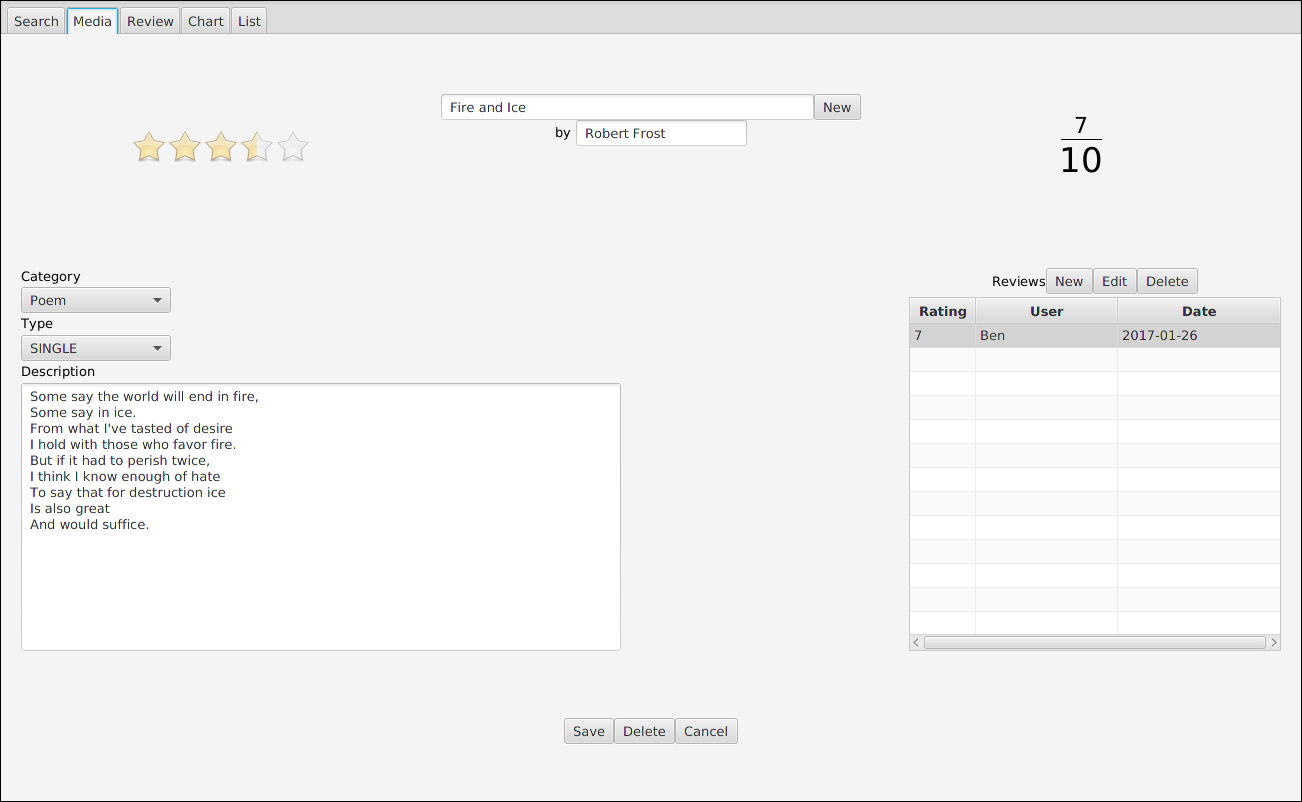 Search Media Review Chart List
Fire and Ice New
by Robert Frost
7
10
Category
Poem
Type
SINGLE
Description
Some say the world will end in fire,
Some say in ice.
From what I've tasted of desire
I hold with those who favor fire.
But if it had to perish twice,
I think I know enough of hate
To say that for destruction ice
Is also great
And would suffice.
Reviews New Edit Delete
Rating User Date
7 Ben 2017-01-26
Save Delete Cancel